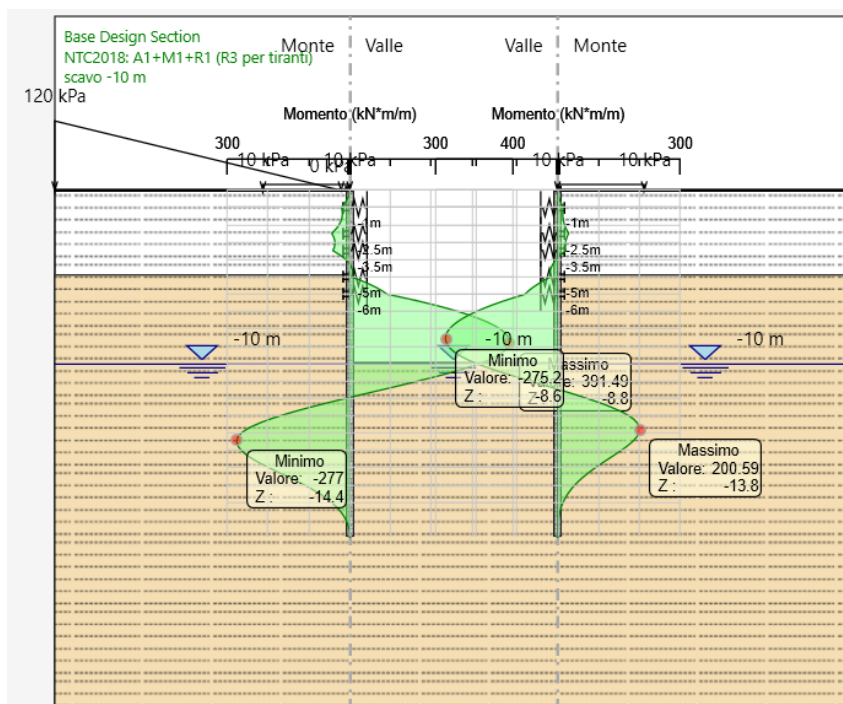 Base Design Section
NTC2018: A1+M1+R1 (R3 per tiranti)
scavo -10 m
Monte
Valle
Valle
Monte
120 kPa
Momento (kN*m/m)
Momento (kN*m/m)
300
300
400
300
10 kPa
0 kPa
10 kPa
10 kPa
10 kPa
-1m
-2.5m
-3.5m
-5m
-6m
-1m
-2.5m
-3.5m
-5m
-6m
-10 m
-10 m
-10 m
Minimo
Valore: -275.2
Z : -8.6
Massimo
391.49
-8.8
Minimo
Valore: -277
Z : -14.4
Massimo
Valore: 200.59
Z : -13.8